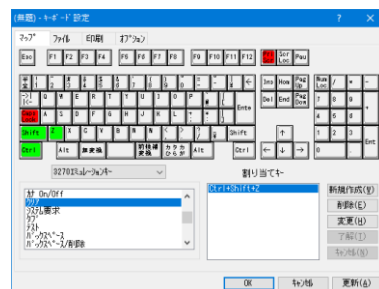 (無題) - ｷｰﾎﾞｰﾄﾞ設定
ﾏｯﾌﾟ ﾌｧｲﾙ 印刷 ｵﾌﾟｼｮﾝ
Esc F1 F2 F3 F4 F5 F6 F7 F8 F9 F10 F11 F12 Scr Loc Pau
Ins Hom Pag Up Num Loc / * -
Q W E R T Y U I O P Ente Del End Pag Don 7 8 9
A S D F G H J K L 4 5 6
Shift Z X C V B N M Shift ↑ 1 2 3 Ent
Ctrl Alt 無変換 前候補変換 カタカ ひらが Alt Ctrl ← ↓ → 0
3270ｴﾐｭﾚｰｼｮﾝｷｰ 割り当てｷｰ
ｶﾅ On/Off
ｸﾘｱ
ｼｽﾃﾑ要求
ﾀﾌﾞ
ﾃｽﾄ
ﾊﾞｯｸｽﾍﾟｰｽ
ﾊﾞｯｸｽﾍﾟｰｽ/削除
Ctrl+Shift+Z
新規作成(W)
削除(E)
変更(H)
了解(T)
ｷｬﾝｾﾙ(N)
OK ｷｬﾝｾﾙ 更新(A)